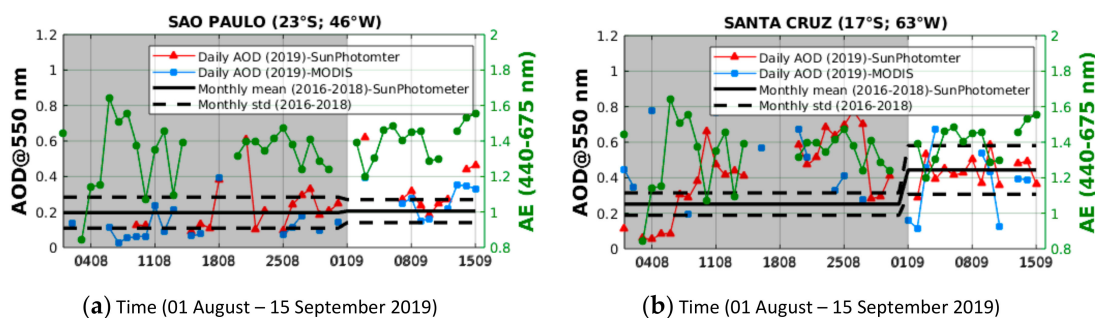 SAO PAULO (23°S; 46°W)
AOD@550 nm
1.2
1
0.8
0.6
0.4
0.2
0
Daily AOD (2019)-SunPhotomter
Daily AOD (2019)-MODIS
Monthly mean (2016-2018)-SunPhotometer
Monthly std (2016-2018)
2
1.8
1.6
1.4
1.2
1
0.8
AE (440-675 nm)
0408 1108 1808 2508 0109 0809 1509
(a) Time (01 August – 15 September 2019)
SANTA CRUZ (17°S; 63°W)
AOD@550 nm
1.2
1
0.8
0.6
0.4
0.2
0
Daily AOD (2019)-SunPhotomter
Daily AOD (2019)-MODIS
Monthly mean (2016-2018)-SunPhotometer
Monthly std (2016-2018)
2
1.8
1.6
1.4
1.2
1
0.8
AE (440-675 nm)
0408 1108 1808 2508 0109 0809 1509
(b) Time (01 August – 15 September 2019)